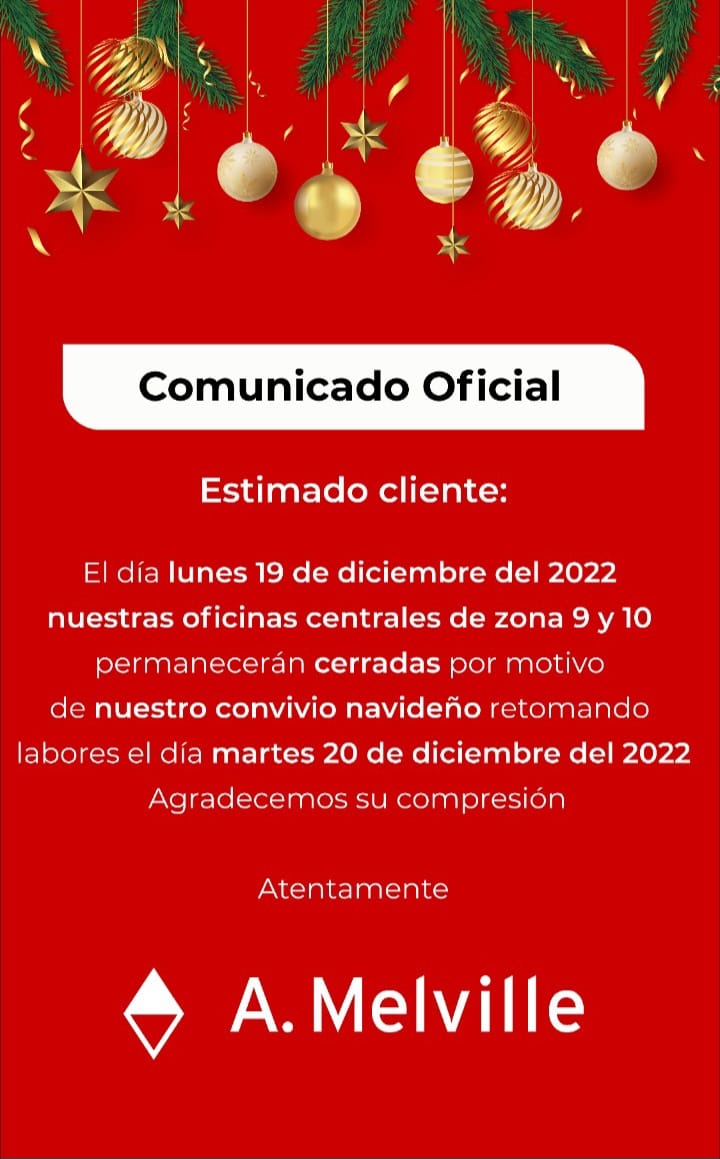 Comunicado Oficial
Estimado cliente:
El día lunes 19 de diciembre del 2022
nuestras oficinas centrales de zona 9 y 10
permanecerán cerradas por motivo
de nuestro convivio navideño retomando
labores el día martes 20 de diciembre del 2022
Agradecemos su compresión
Atentamente
A. Melville